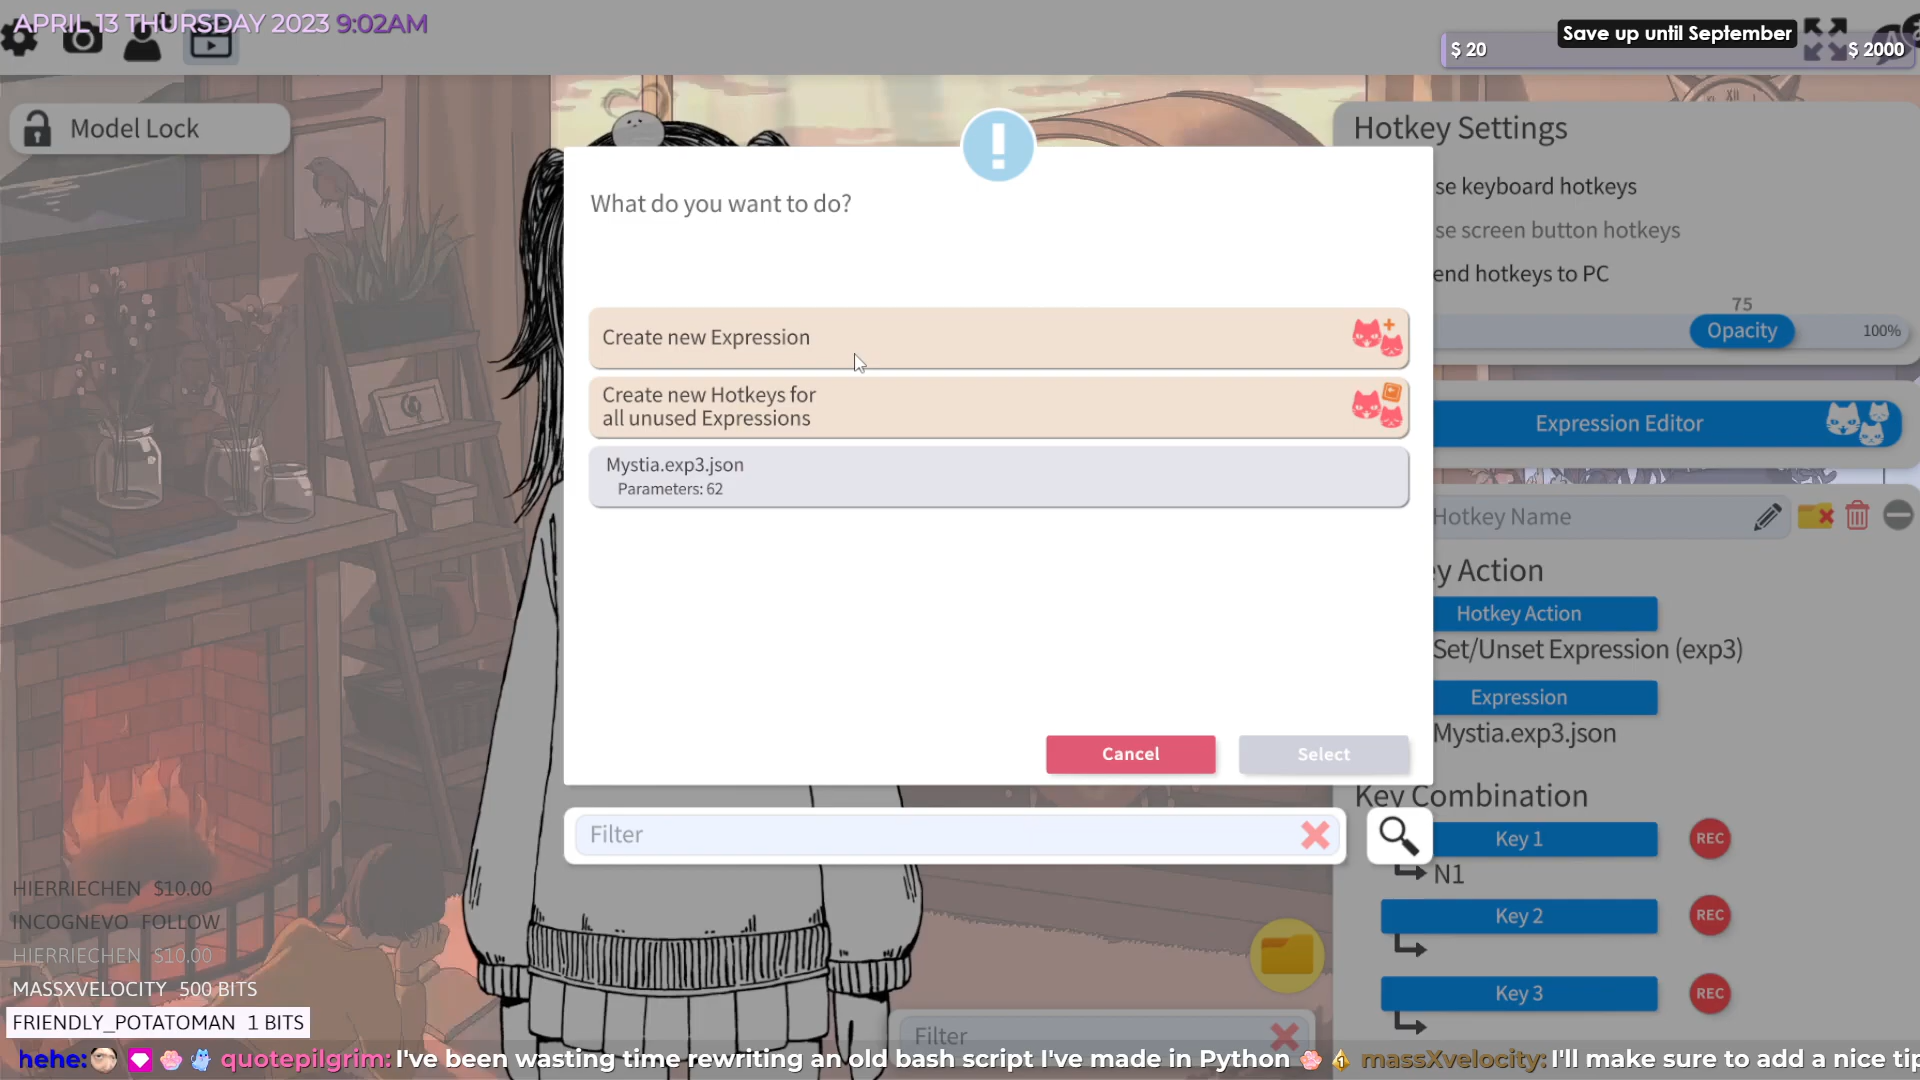 APRIL 13 THURSDAY 2023 9:02AM
Save up until September
$ 20
$ 2000
Model Lock
Hotkey Settings
se keyboard hotkeys
se screen button hotkeys
end hotkeys to PC
75
Opacity
100%
Expression Editor
Hotkey Name
y Action
Hotkey Action
Set/Unset Expression (exp3)
Expression
Mystia.exp3.json
Key Combination
Key 1
REC
N1
Key 2
REC
Key 3
REC
What do you want to do?
Create new Expression
Create new Hotkeys for
all unused Expressions
Mystia.exp3.json
Parameters: 62
Cancel
Select
Filter
Filter
HIERRIECHEN $10.00
INCOGNEVO FOLLOW
HIERRIECHEN $10.00
MASSXVELOCITY 500 BITS
FRIENDLY_POTATOMAN 1 BITS
hehe: quotepilgrim: I've been wasting time rewriting an old bash script I've made in Python massXvelocity: I'll make sure to add a nice tip